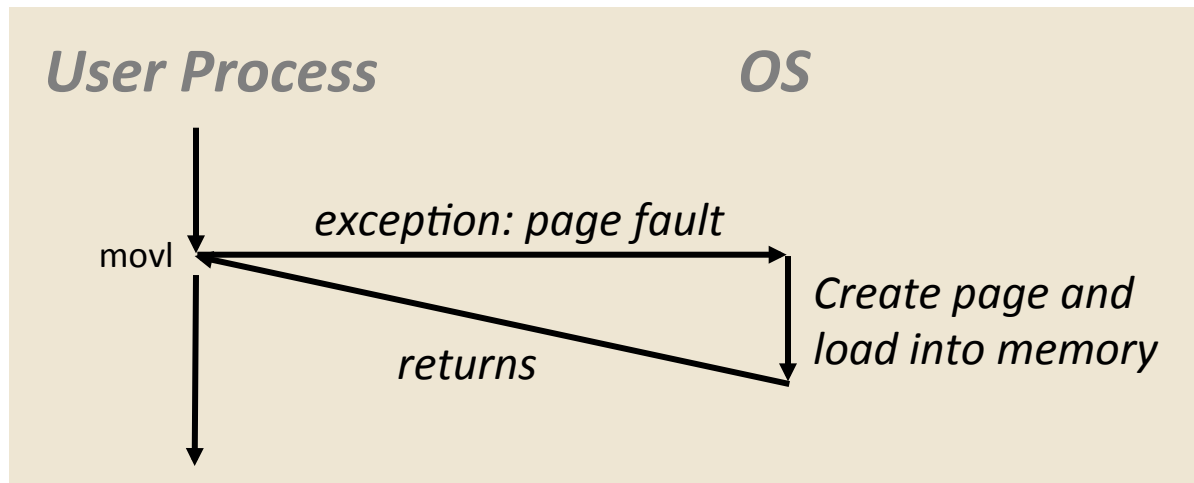 User Process
OS
exception: page fault
movl
Create page and
load into memory
returns